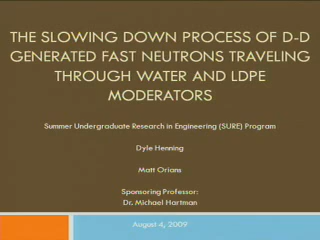 THE SLOWING DOWN PROCESS OF D-D
GENERATED FAST NEUTRONS TRAVELING
THROUGH WATER AND LDPE
MODERATORS
Summer Undergraduate Research in Engineering (SURE) Program
Dyle Henning
Matt Orians
Sponsoring Professor:
Dr. Michael Hartman
August 4, 2009